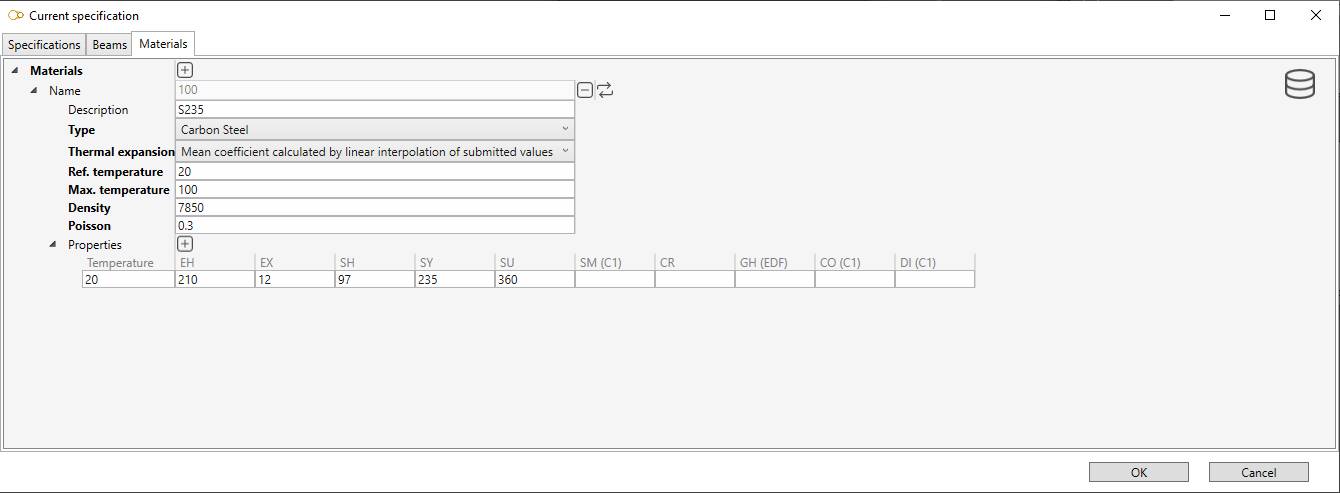 Current specification
Specifications Beams Materials
Materials
Name 100
Description S235
Type Carbon Steel
Thermal expansion Mean coefficient calculated by linear interpolation of submitted values
Ref. temperature 20
Max. temperature 100
Density 7850
Poisson 0.3
Properties
Temperature EH EX SH SY SU SM (C1) CR GH (EDF) CO (C1) DI (C1)
20 210 12 97 235 360
OK Cancel